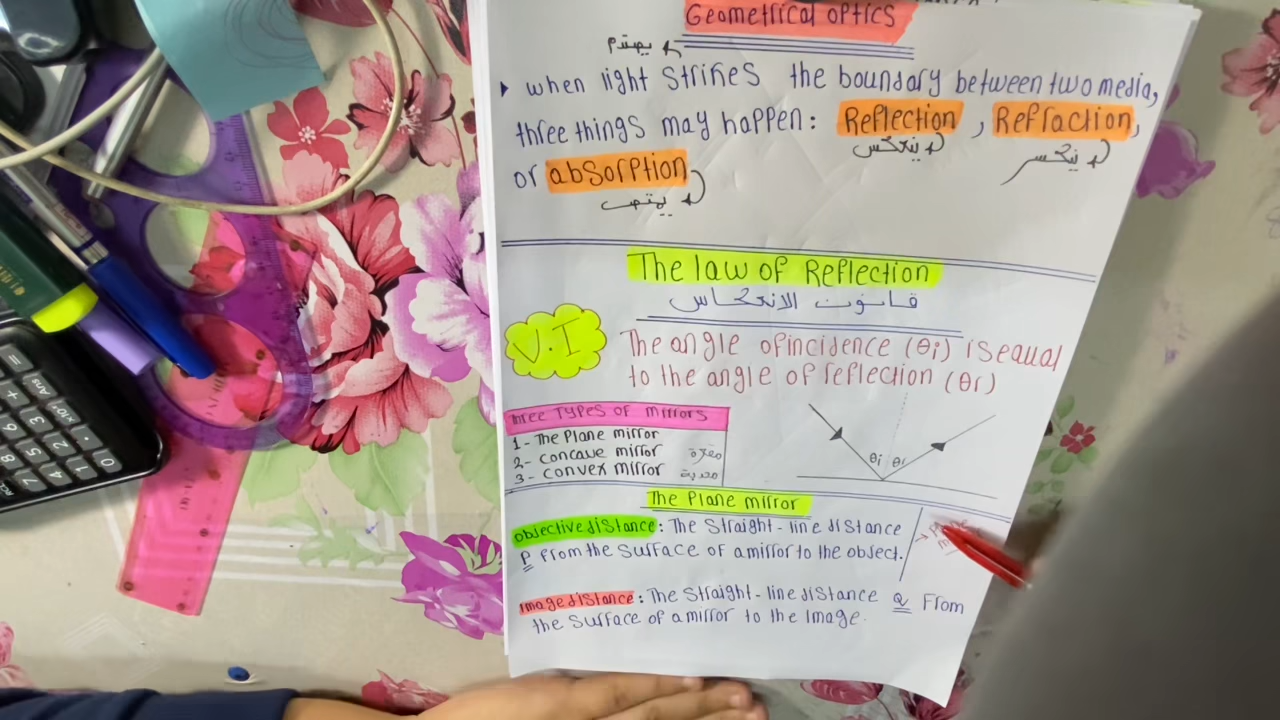 Geometrical optics
يصتدم
when light strikes the boundary between two media,
three things may happen: Reflection, Refraction,
ينعكس ينكسر
or absorption
يمتص
The law of Reflection
قانون الانعكاس
V.I
The angle of incidence (θi) is equal
to the angle of reflection (θr)
Three Types of mirrors
1- The Plane mirror
2- concave mirror مقعرة
3- convex mirror محدبة
θi θr
The Plane mirror
objective distance: The straight-line distance
P From the surface of a mirror to the object.
Image distance: The straight-line distance Q From
the surface of a mirror to the Image.